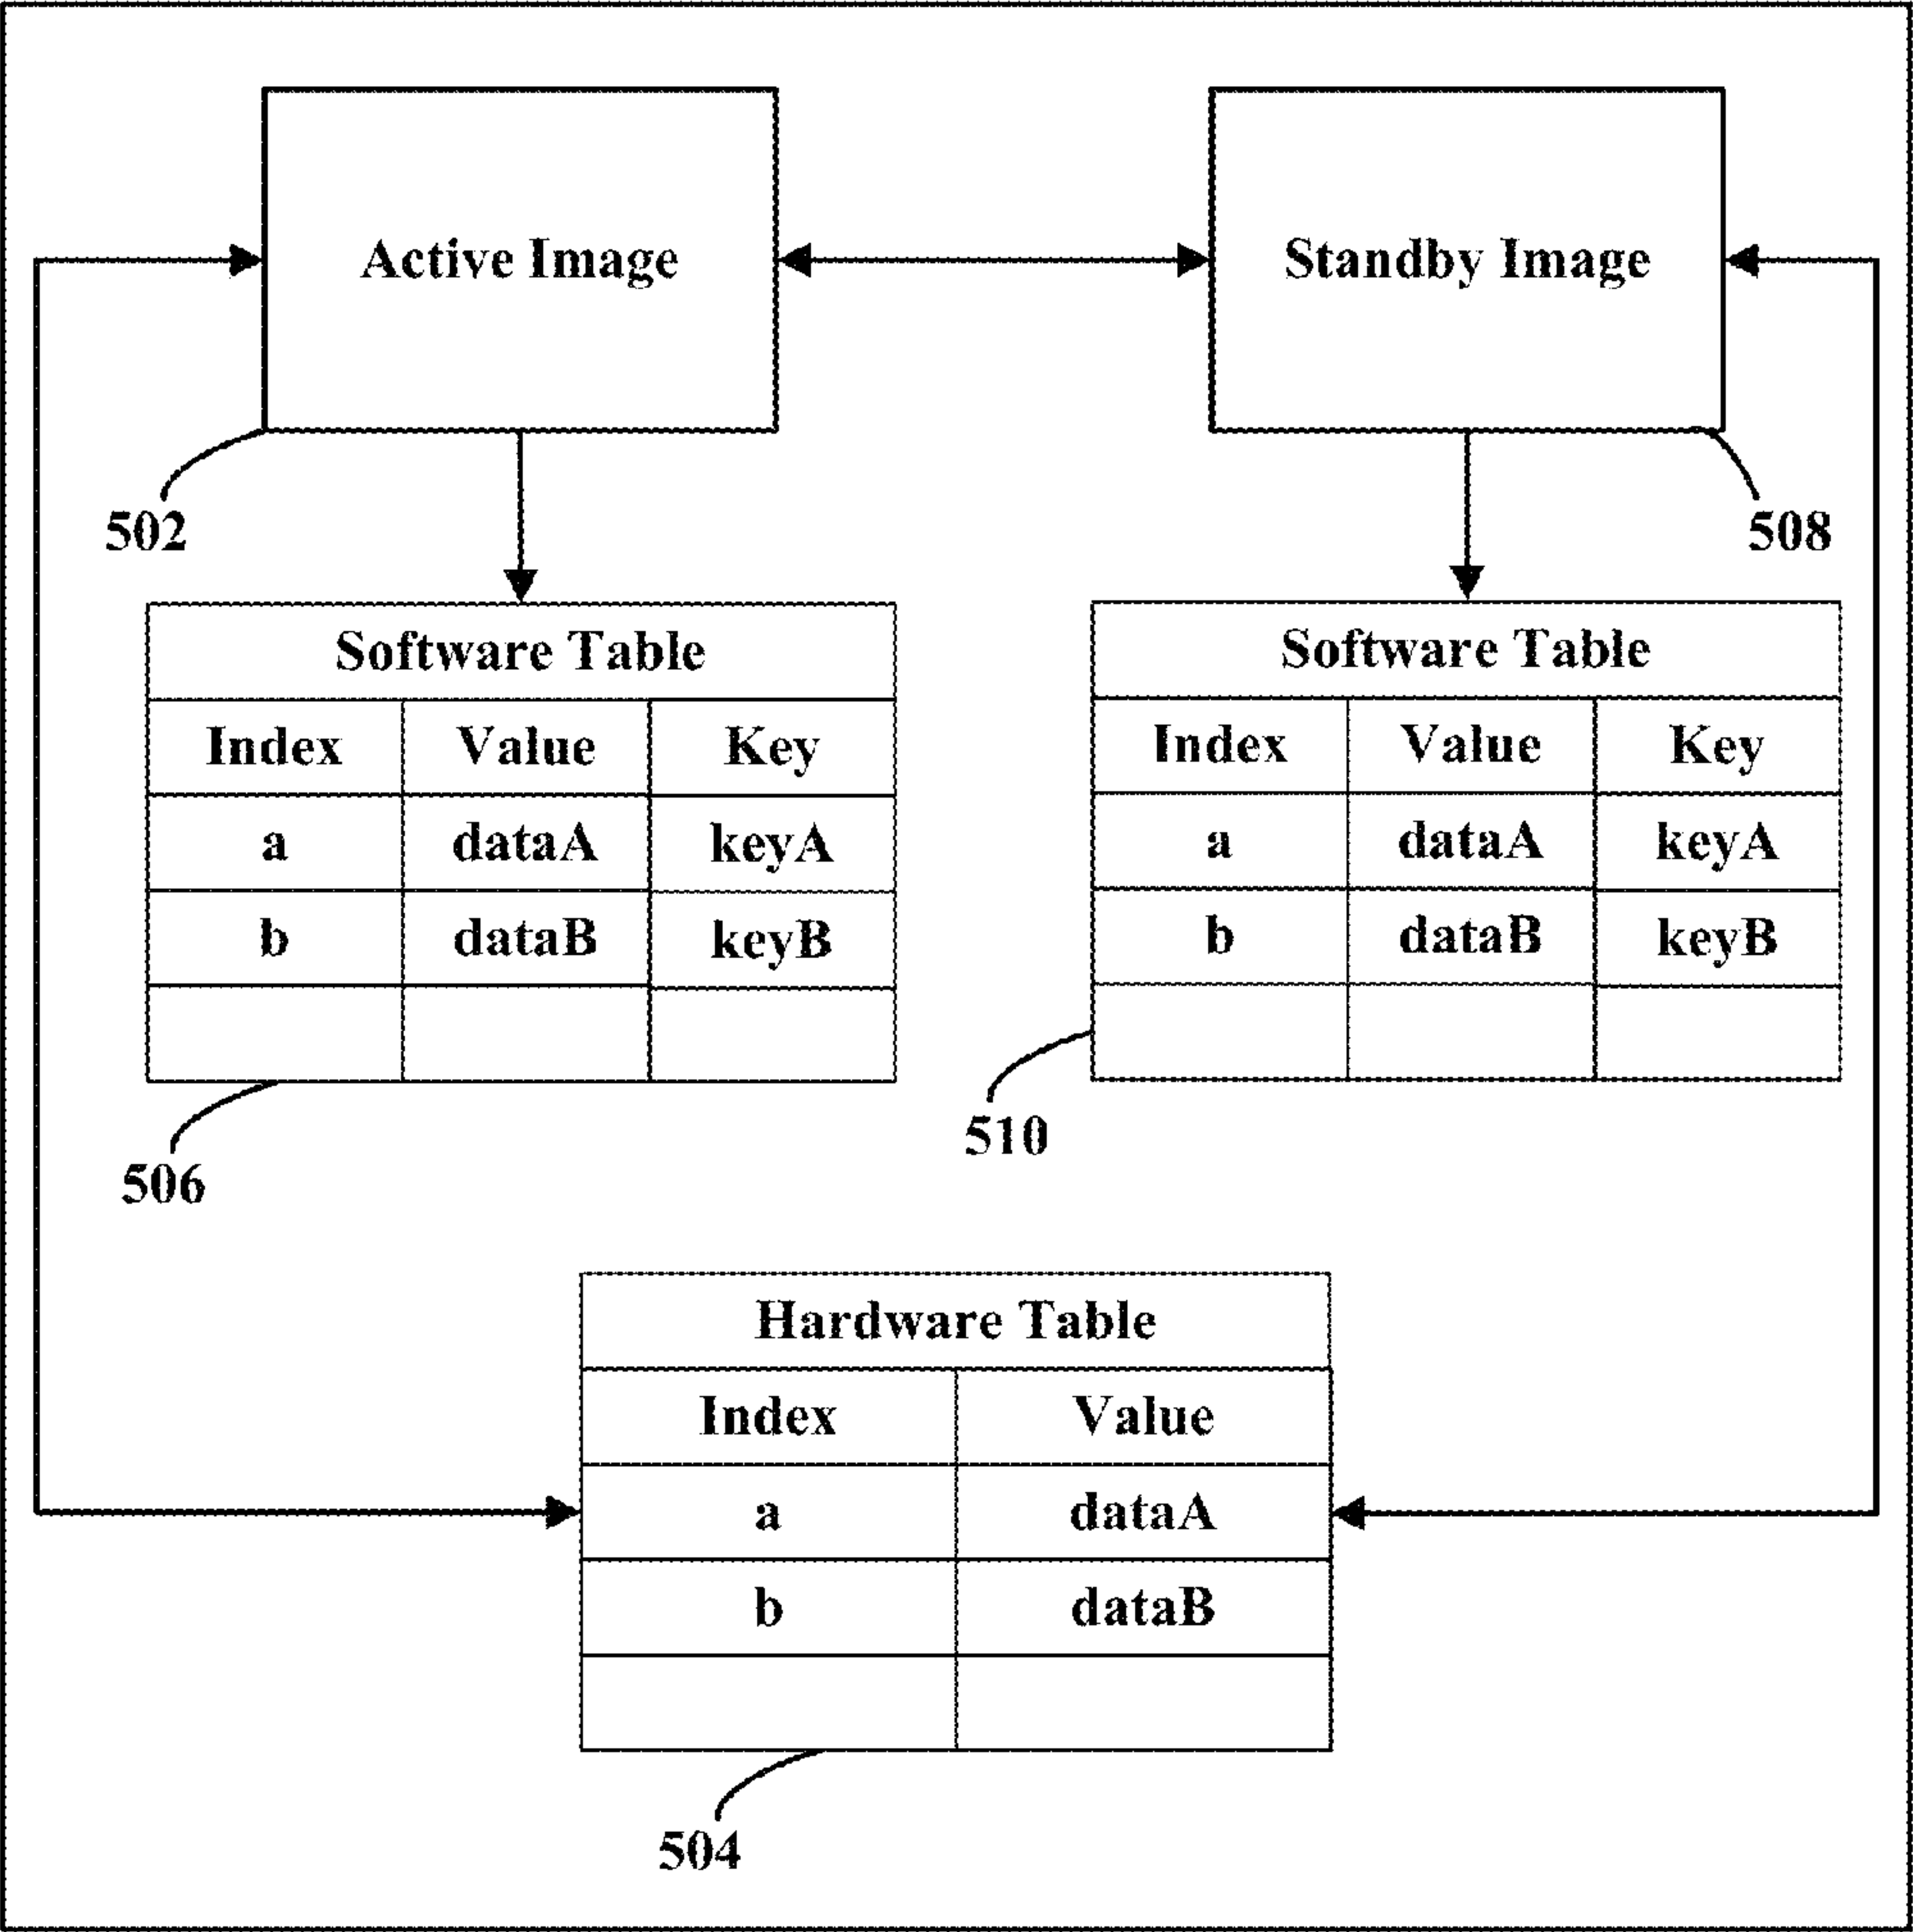 Active Image
Standby Image
502
508
Software Table
Index Value Key
a dataA keyA
b dataB keyB
506
Software Table
Index Value Key
a dataA keyA
b dataB keyB
510
Hardware Table
Index Value
a dataA
b dataB
504